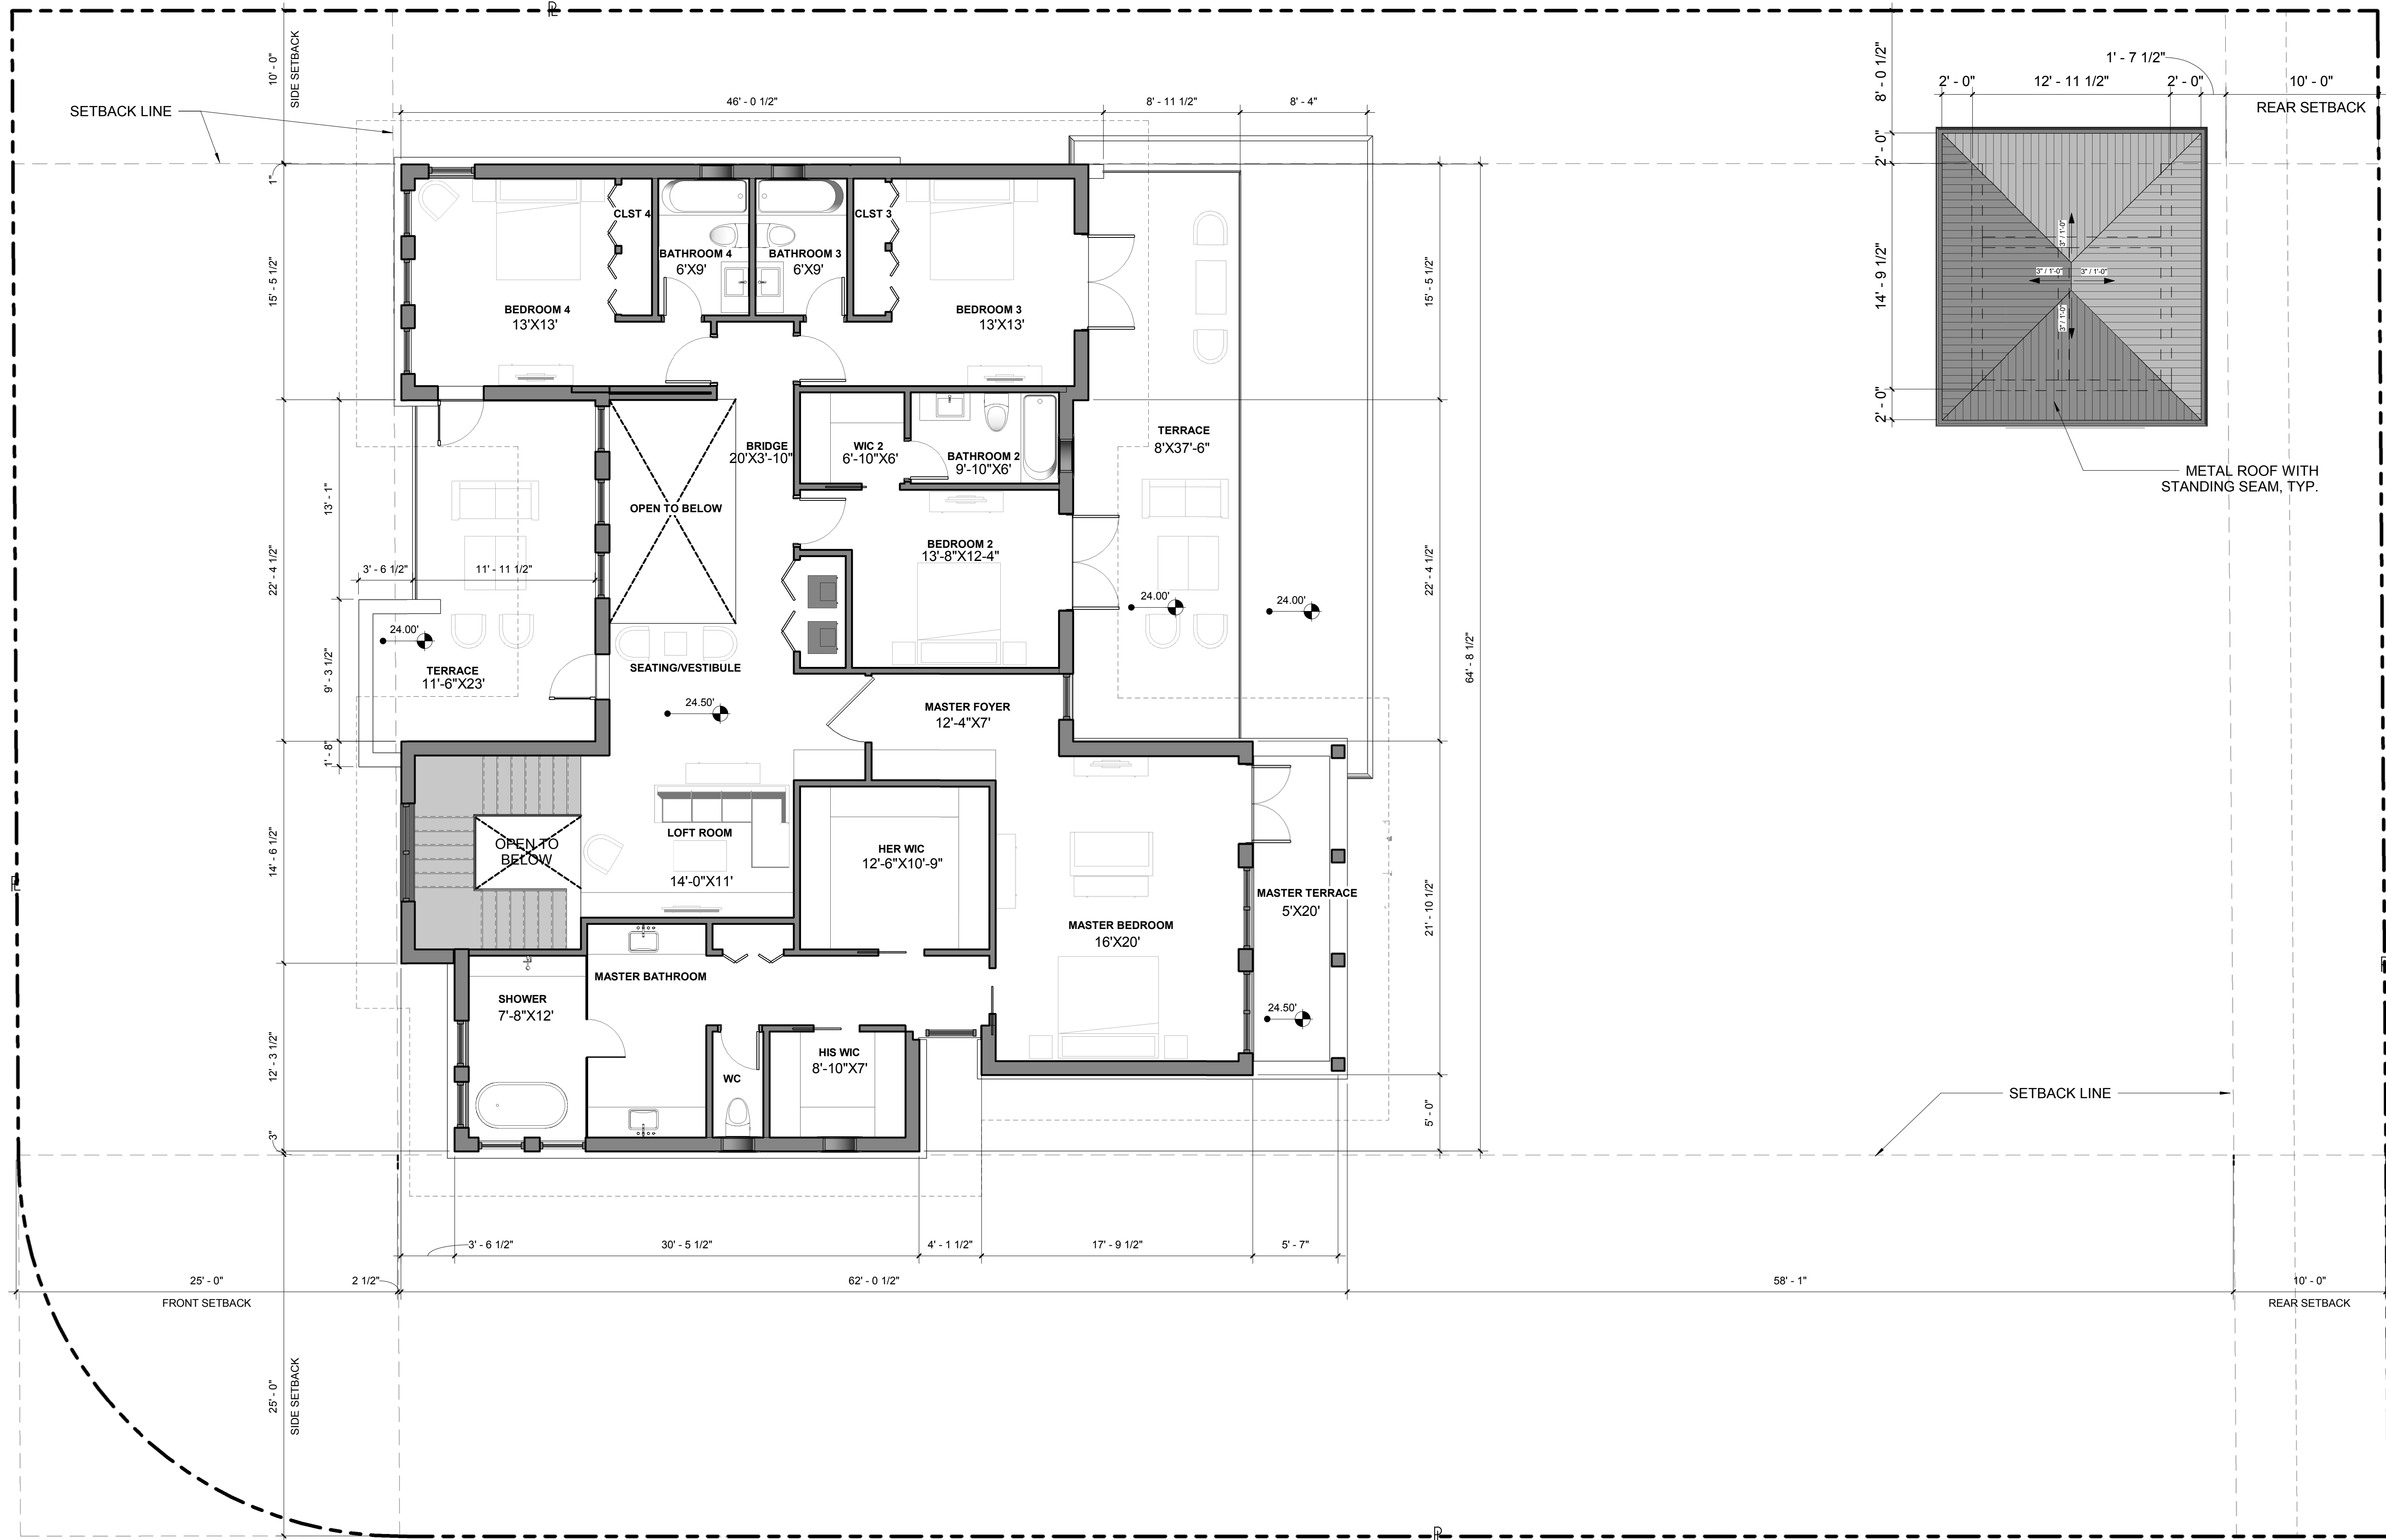 10' - 0"
SIDE SETBACK
SETBACK LINE
46' - 0 1/2"
8' - 11 1/2"
8' - 4"
8' - 0 1/2"
1' - 7 1/2"
2' - 0"
12' - 11 1/2"
2' - 0"
10' - 0"
REAR SETBACK
2' - 0"
14' - 9 1/2"
2' - 0"
3" / 1'-0"
3" / 1'-0"
3" / 1'-0"
3" / 1'-0"
METAL ROOF WITH
STANDING SEAM, TYP.
1"
15' - 5 1/2"
22' - 4 1/2"
14' - 6 1/2"
12' - 3 1/2"
3"
25' - 0"
SIDE SETBACK
13' - 1"
9' - 3 1/2"
1' - 8"
3' - 6 1/2"
11' - 11 1/2"
CLST 4
CLST 3
BATHROOM 4
6'X9'
BATHROOM 3
6'X9'
BEDROOM 4
13'X13'
BEDROOM 3
13'X13'
TERRACE
8'X37'-6"
BRIDGE
20'X3'-10"
WIC 2
6'-10"X6'
BATHROOM 2
9'-10"X6'
OPEN TO BELOW
BEDROOM 2
13'-8"X12-4"
24.00'
24.00'
24.00'
TERRACE
11'-6"X23'
SEATING/VESTIBULE
24.50'
MASTER FOYER
12'-4"X7'
OPEN TO
BELOW
LOFT ROOM
14'-0"X11'
HER WIC
12'-6"X10'-9"
MASTER BEDROOM
16'X20'
MASTER TERRACE
5'X20'
24.50'
MASTER BATHROOM
SHOWER
7'-8"X12'
WC
HIS WIC
8'-10"X7'
15' - 5 1/2"
22' - 4 1/2"
64' - 8 1/2"
21' - 10 1/2"
5' - 0"
SETBACK LINE
3' - 6 1/2"
30' - 5 1/2"
4' - 1 1/2"
17' - 9 1/2"
5' - 7"
25' - 0"
FRONT SETBACK
2 1/2"
62' - 0 1/2"
58' - 1"
10' - 0"
REAR SETBACK